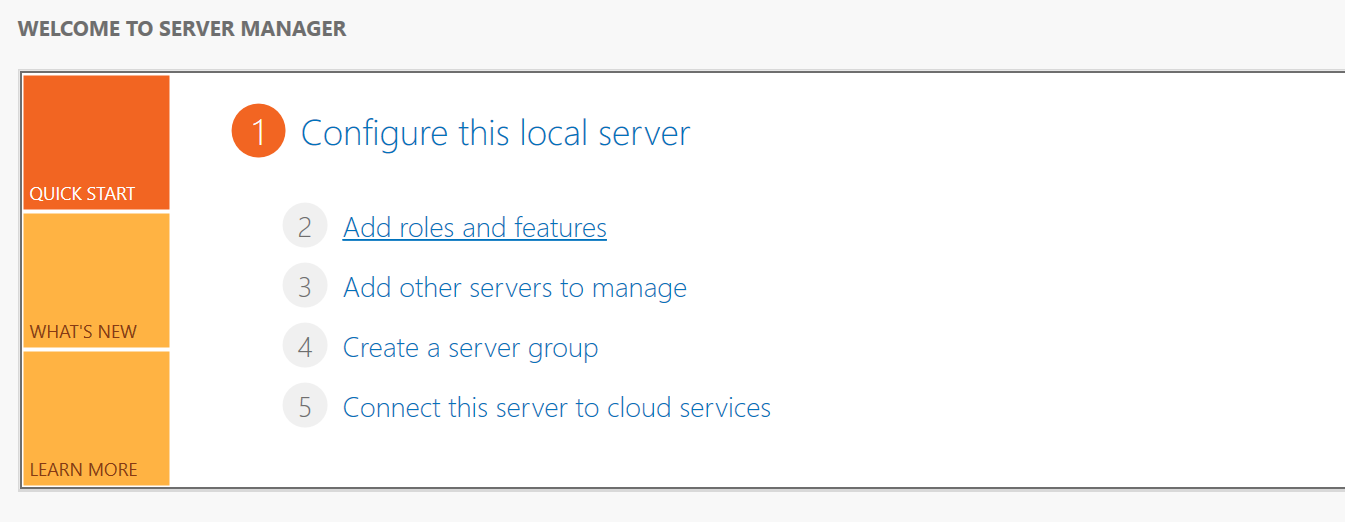 WELCOME TO SERVER MANAGER
QUICK START
WHAT'S NEW
LEARN MORE
1 Configure this local server
2 Add roles and features
3 Add other servers to manage
4 Create a server group
5 Connect this server to cloud services